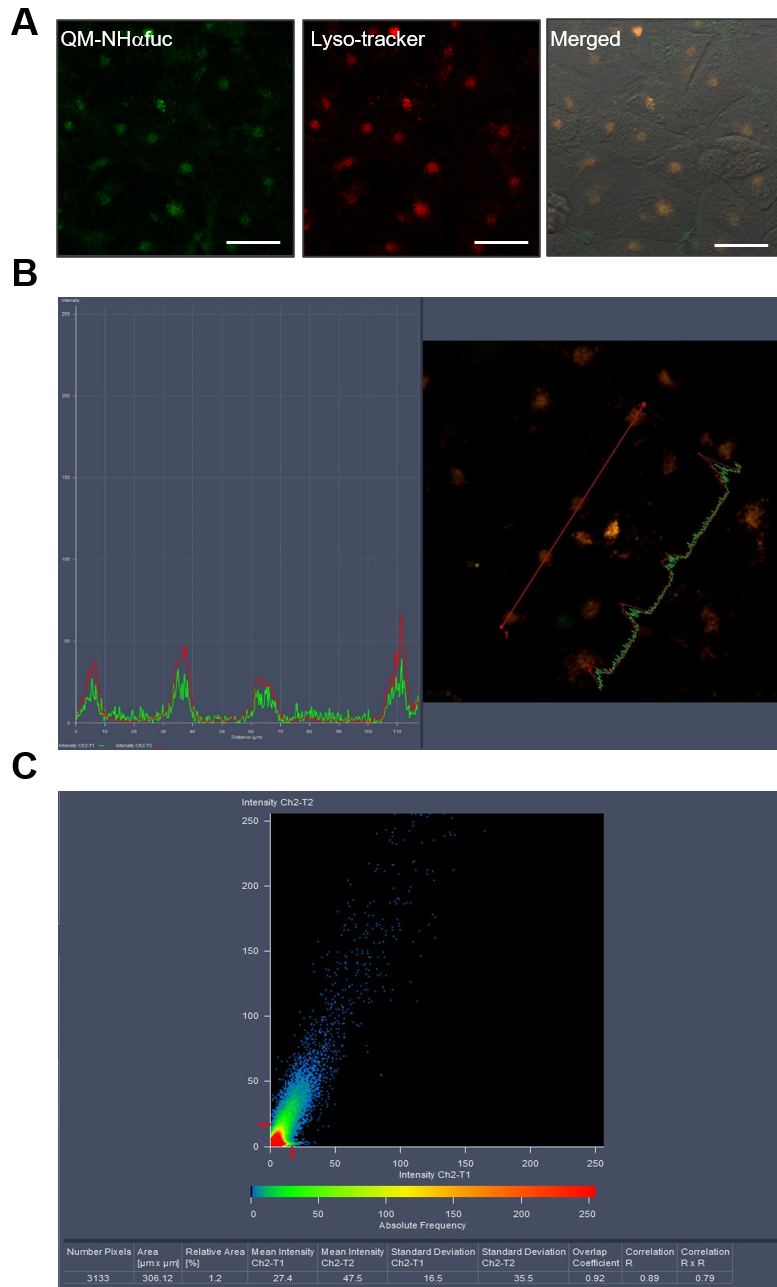 A
QM-NHαfuc
Lyso-tracker
Merged
B
Intensity
250
200
150
100
50
0
0 10 20 30 40 50 60 70 80 90 100 110
Distance (µm)
Intensity Ch2-T1
Intensity Ch2-T2
1
C
Intensity Ch2-T2
250
200
150
100
50
0
0 50 100 150 200 250
Intensity Ch2-T1
0 50 100 150 200 250
Absolute Frequency
Number Pixels Area Relative Area Mean Intensity Mean Intensity Standard Deviation Standard Deviation Overlap Correlation Correlation
[µm x µm] [%] Ch2-T1 Ch2-T2 Ch2-T1 Ch2-T2 Coefficient R R x R
3133 306.12 1.2 27.4 47.5 16.5 35.5 0.92 0.89 0.79